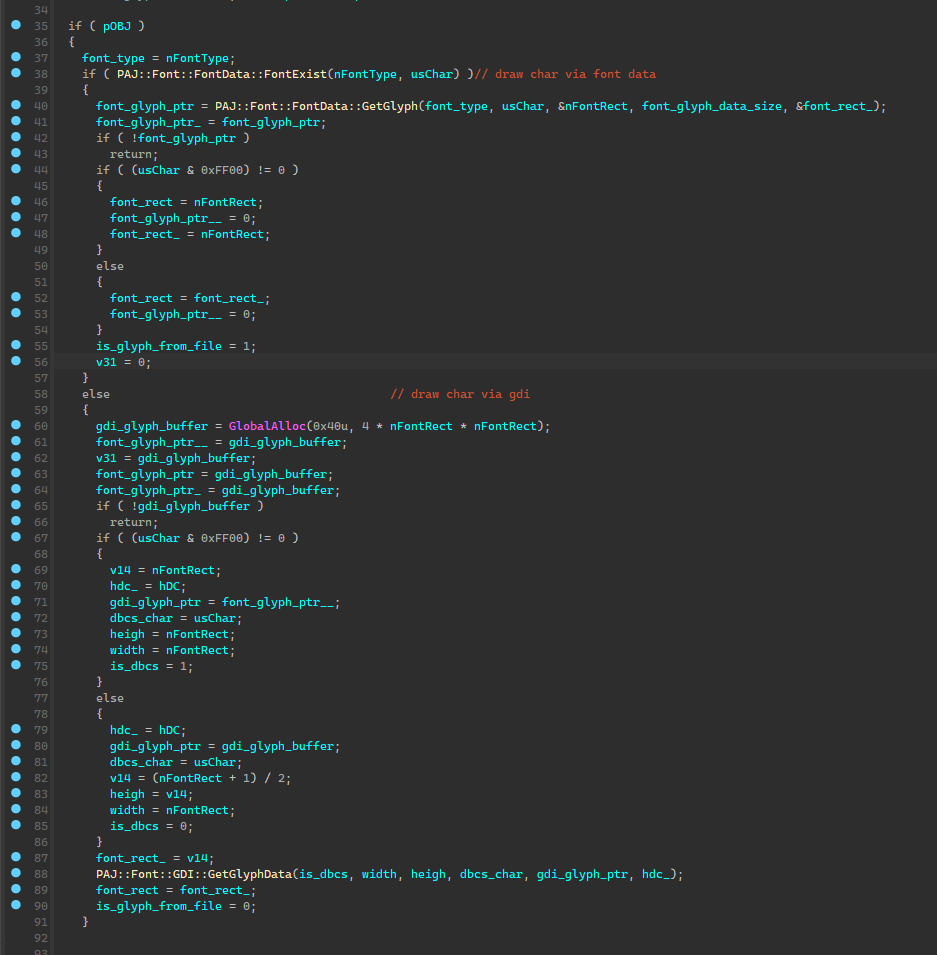 34
35 if ( pOBJ )
36 {
37 font_type = nFontType;
38 if ( PAJ::Font::FontData::FontExist(nFontType, usChar) )// draw char via font data
39 {
40 font_glyph_ptr = PAJ::Font::FontData::GetGlyph(font_type, usChar, &nFontRect, font_glyph_data_size, &font_rect_);
41 font_glyph_ptr_ = font_glyph_ptr;
42 if ( !font_glyph_ptr )
43 return;
44 if ( (usChar & 0xFF00) != 0 )
45 {
46 font_rect = nFontRect;
47 font_glyph_ptr__ = 0;
48 font_rect_ = nFontRect;
49 }
50 else
51 {
52 font_rect = font_rect_;
53 font_glyph_ptr__ = 0;
54 }
55 is_glyph_from_file = 1;
56 v31 = 0;
57 }
58 else // draw char via gdi
59 {
60 gdi_glyph_buffer = GlobalAlloc(0x40u, 4 * nFontRect * nFontRect);
61 font_glyph_ptr__ = gdi_glyph_buffer;
62 v31 = gdi_glyph_buffer;
63 font_glyph_ptr = gdi_glyph_buffer;
64 font_glyph_ptr_ = gdi_glyph_buffer;
65 if ( !gdi_glyph_buffer )
66 return;
67 if ( (usChar & 0xFF00) != 0 )
68 {
69 v14 = nFontRect;
70 hdc_ = hDC;
71 gdi_glyph_ptr = font_glyph_ptr__;
72 dbcs_char = usChar;
73 heigh = nFontRect;
74 width = nFontRect;
75 is_dbcs = 1;
76 }
77 else
78 {
79 hdc_ = hDC;
80 gdi_glyph_ptr = gdi_glyph_buffer;
81 dbcs_char = usChar;
82 v14 = (nFontRect + 1) / 2;
83 heigh = v14;
84 width = nFontRect;
85 is_dbcs = 0;
86 }
87 font_rect_ = v14;
88 PAJ::Font::GDI::GetGlyphData(is_dbcs, width, heigh, dbcs_char, gdi_glyph_ptr, hdc_);
89 font_rect = font_rect_;
90 is_glyph_from_file = 0;
91 }
92
93